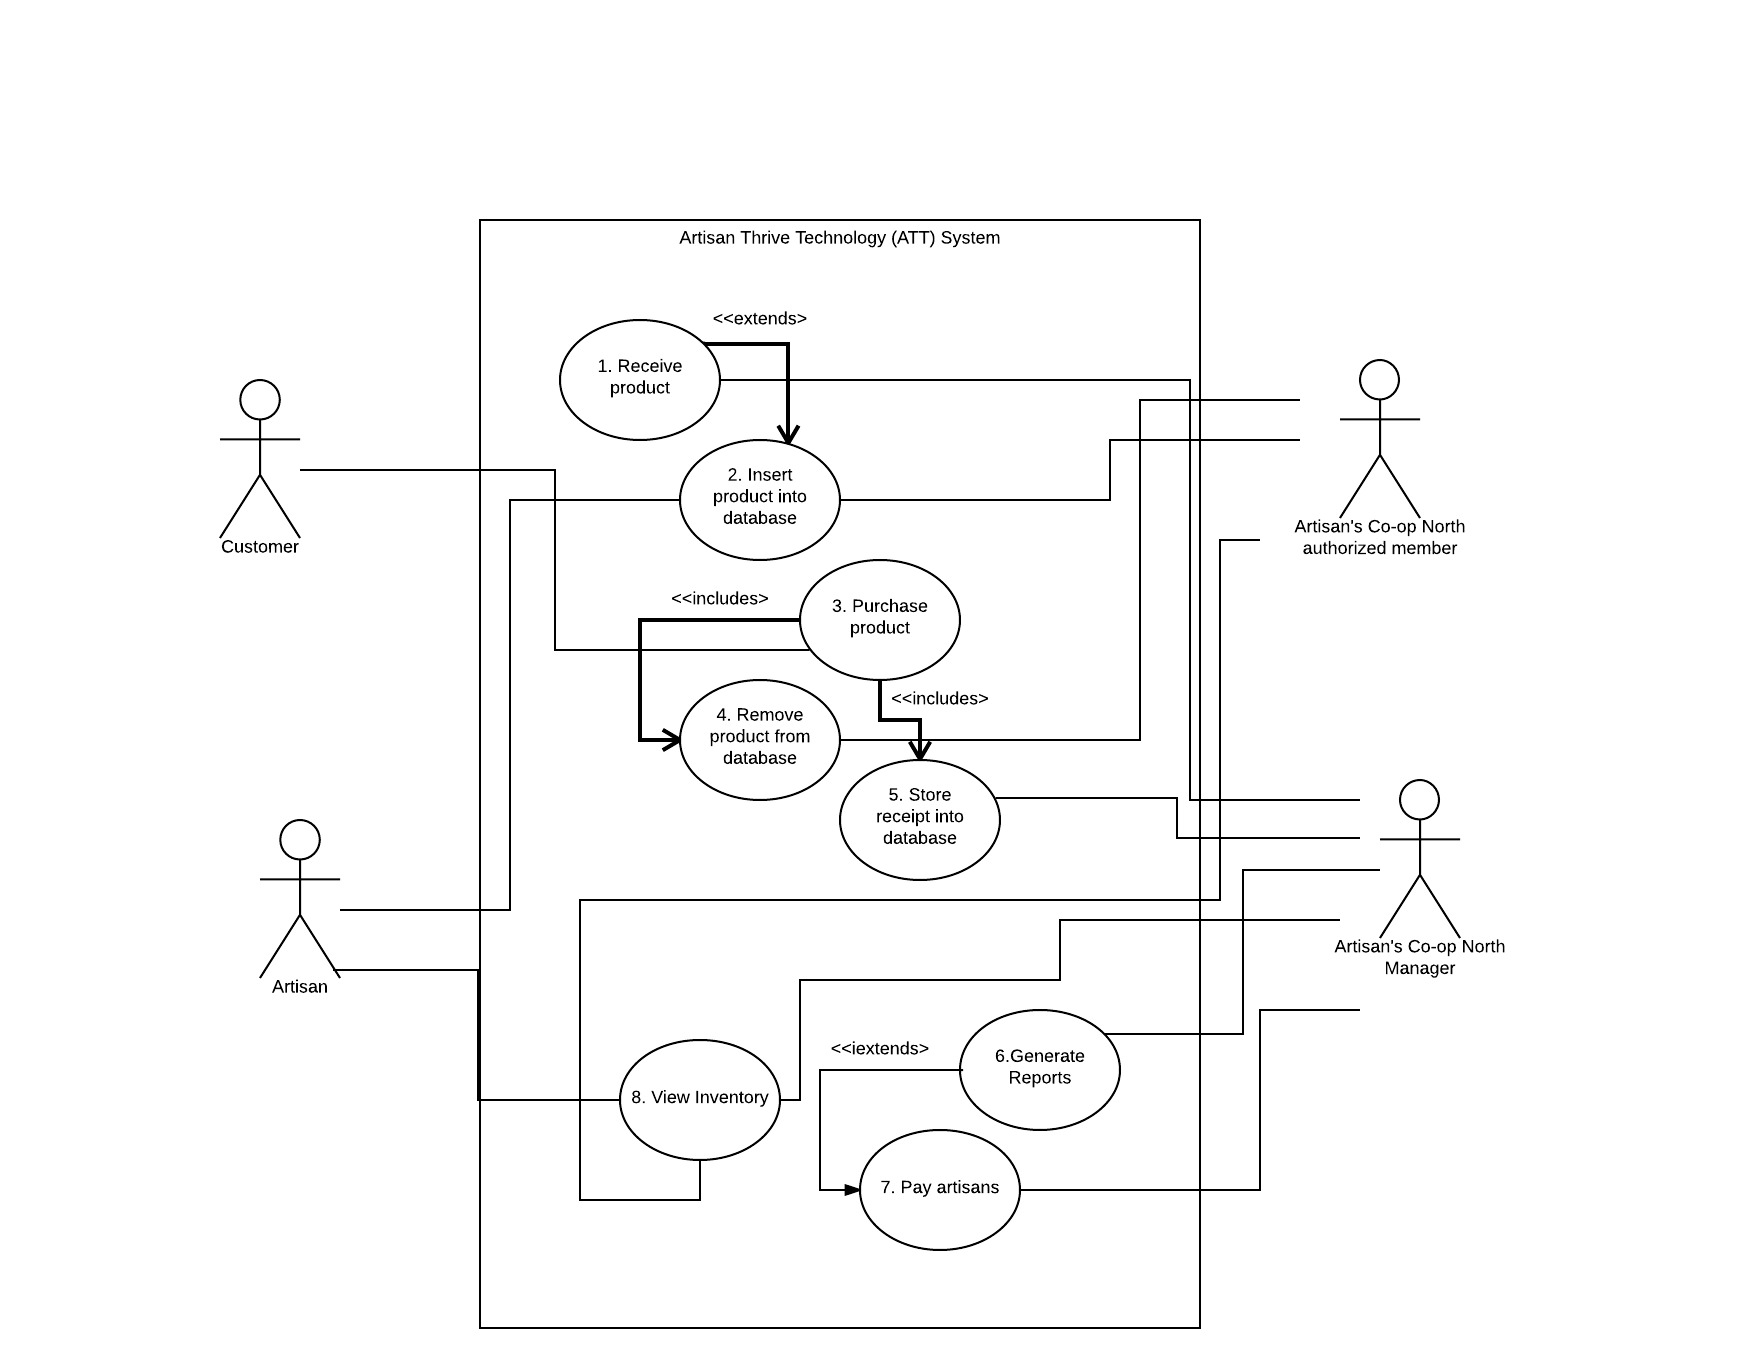 Artisan Thrive Technology (ATT) System
<<extends>
1. Receive
product
2. Insert
product into
database
Customer
Artisan's Co-op North
authorized member
<<includes>
3. Purchase
product
<<includes>
4. Remove
product from
database
5. Store
receipt into
database
Artisan
Artisan's Co-op North
Manager
<<iextends>
6.Generate
Reports
8. View Inventory
7. Pay artisans